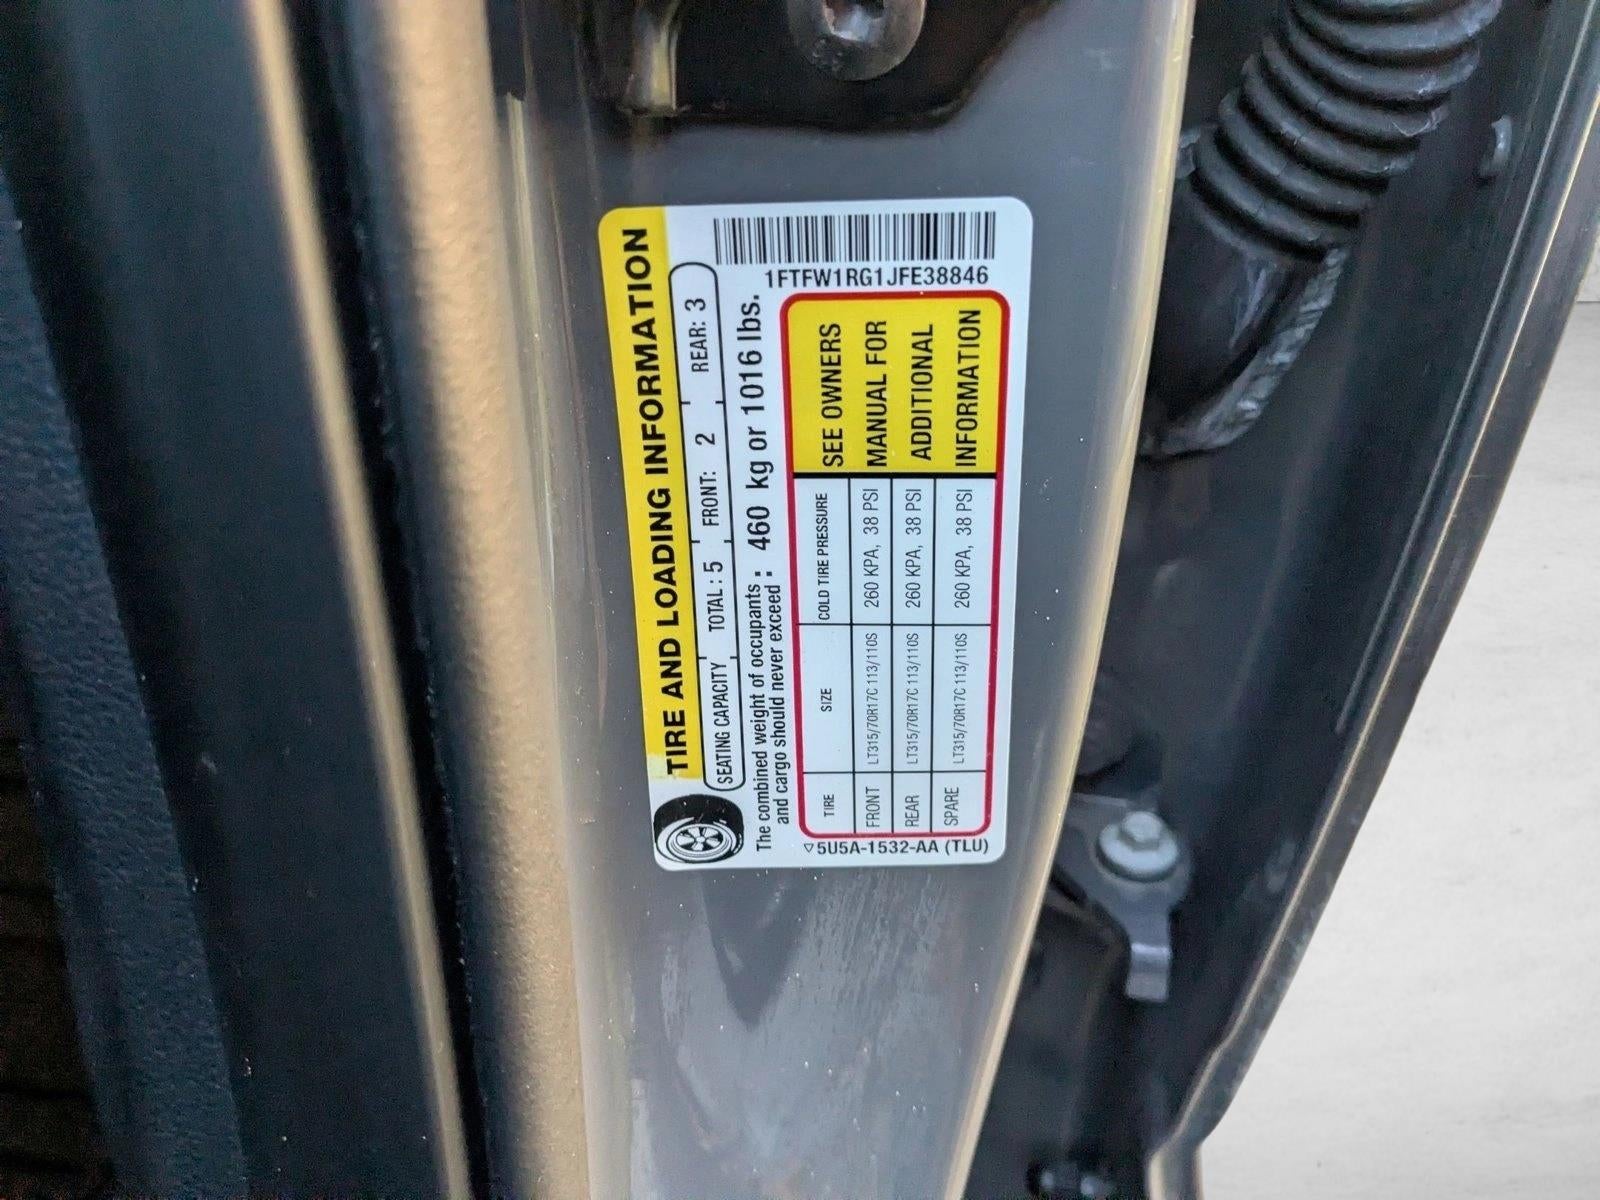 TIRE AND LOADING INFORMATION
SEATING CAPACITY TOTAL : 5 FRONT: 2 REAR: 3
The combined weight of occupants
and cargo should never exceed : 460 kg or 1016 lbs.
1FTFW1RG1JFE38846
TIRE SIZE COLD TIRE PRESSURE
FRONT LT315/70R17C 113/110S 260 KPA, 38 PSI
REAR LT315/70R17C 113/110S 260 KPA, 38 PSI
SPARE LT315/70R17C 113/110S 260 KPA, 38 PSI
SEE OWNERS
MANUAL FOR
ADDITIONAL
INFORMATION
▽5U5A-1532-AA (TLU)